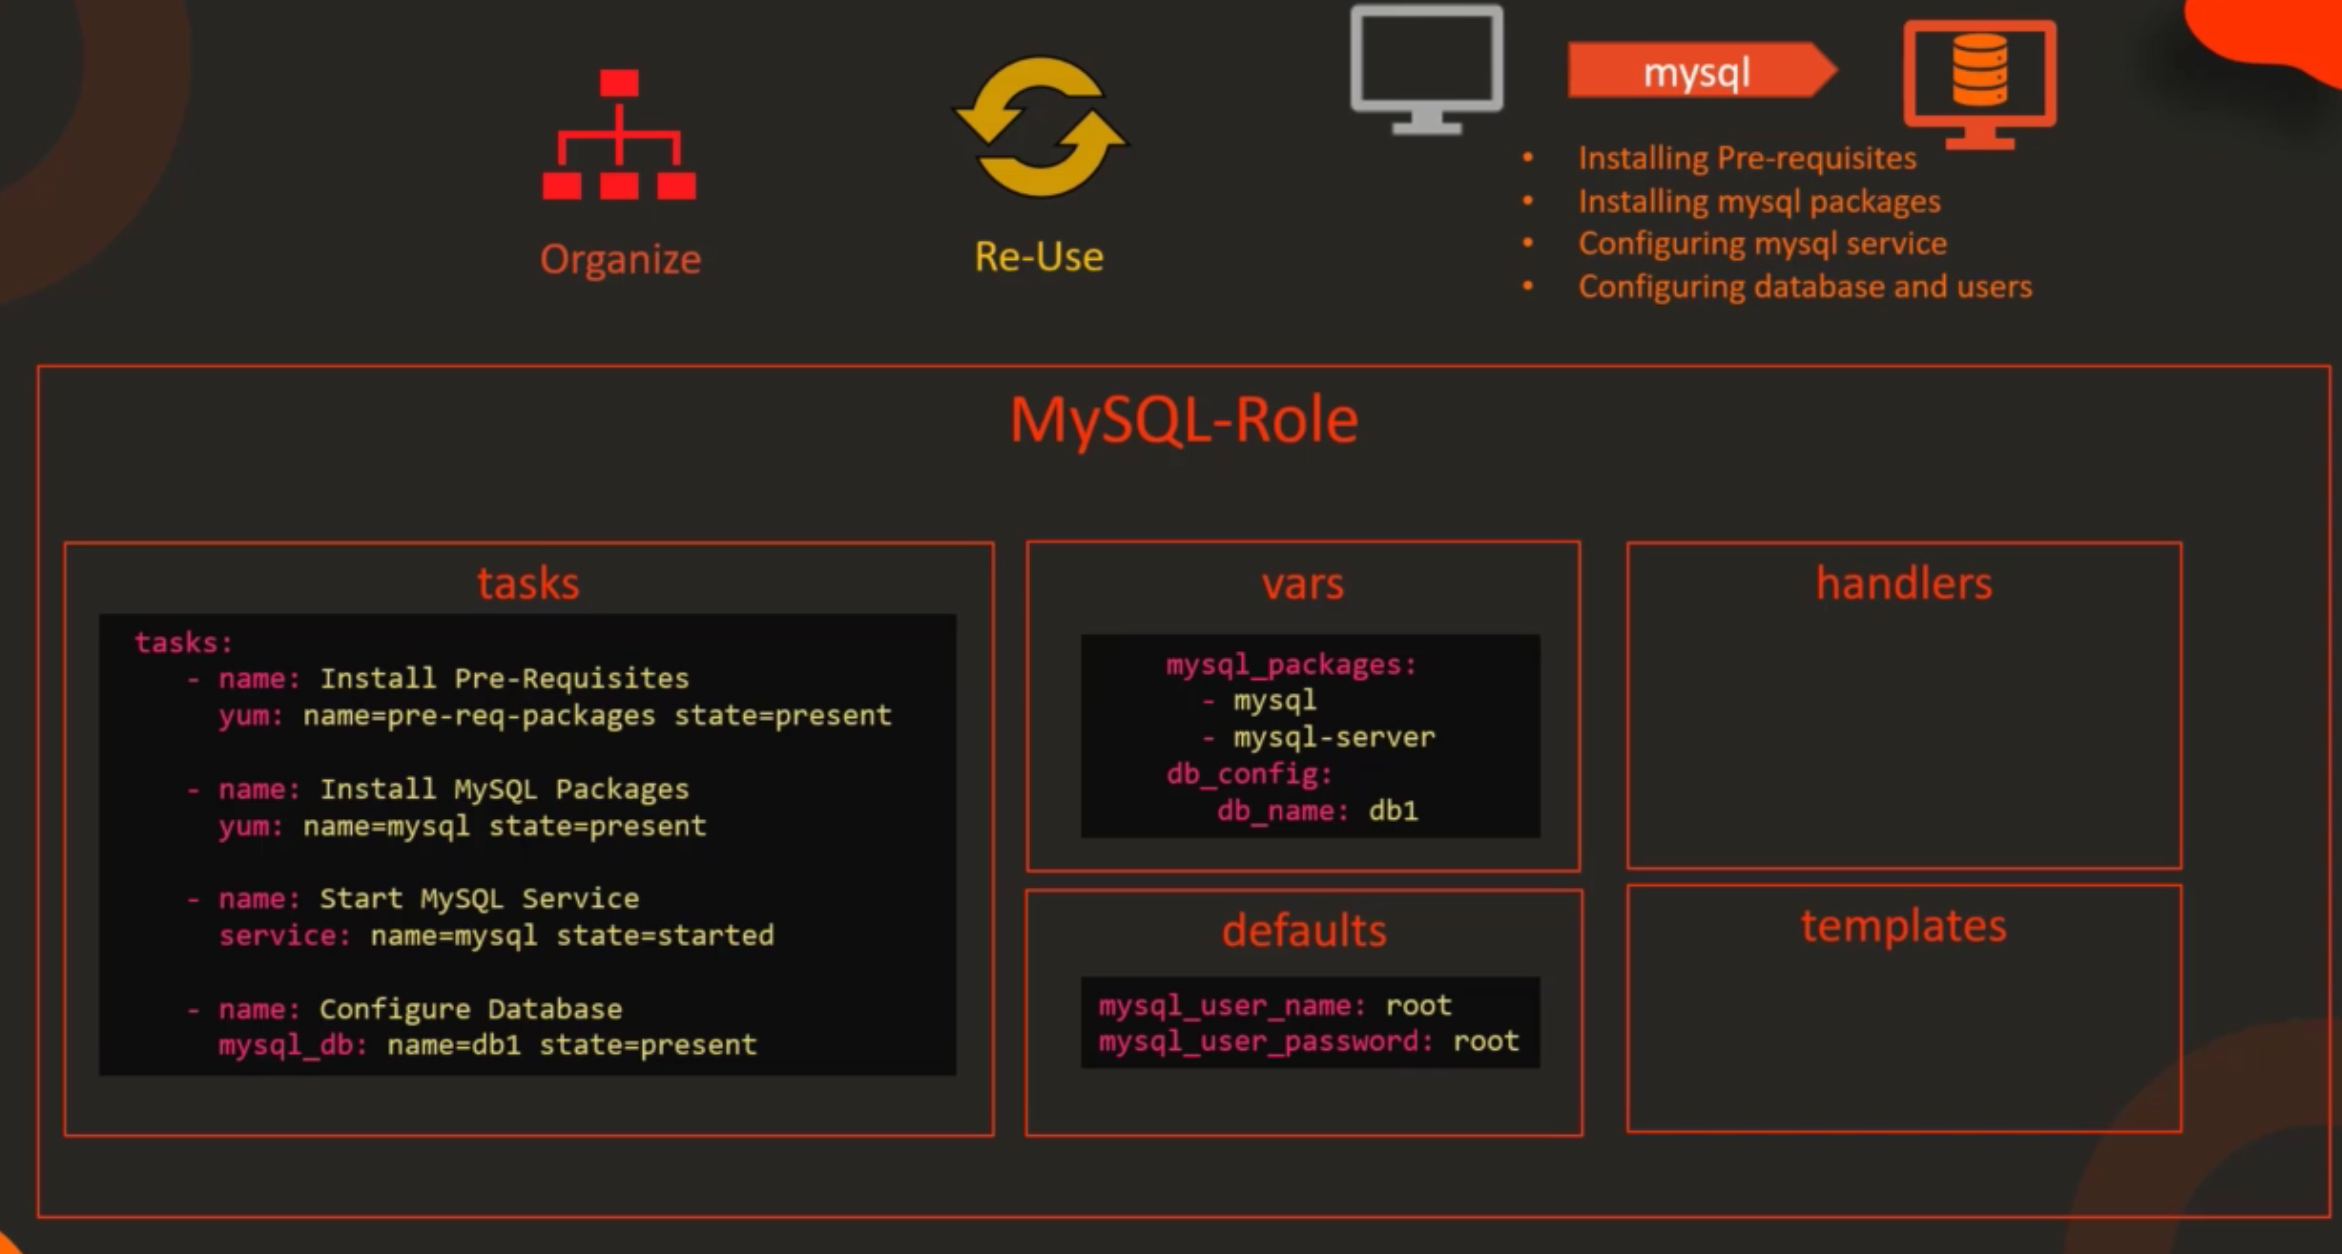 Organize
Re-Use
mysql
• Installing Pre-requisites
• Installing mysql packages
• Configuring mysql service
• Configuring database and users
MySQL-Role
tasks
tasks:
- name: Install Pre-Requisites
yum: name=pre-req-packages state=present
- name: Install MySQL Packages
yum: name=mysql state=present
- name: Start MySQL Service
service: name=mysql state=started
- name: Configure Database
mysql_db: name=db1 state=present
vars
mysql_packages:
- mysql
- mysql-server
db_config:
db_name: db1
defaults
mysql_user_name: root
mysql_user_password: root
handlers
templates